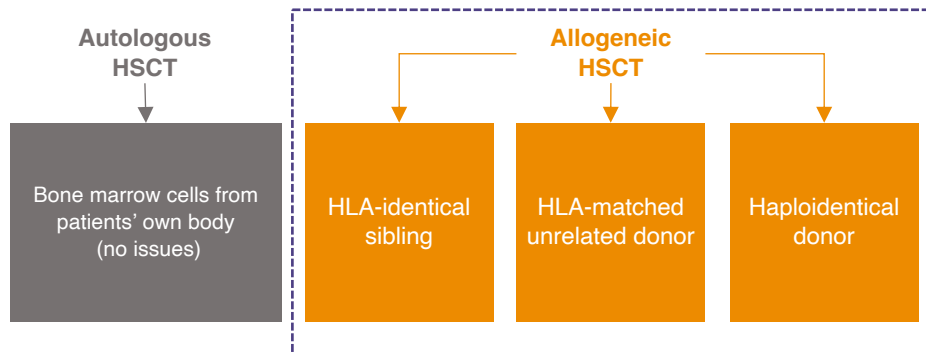 Autologous
HSCT
Allogeneic
HSCT
Bone marrow cells from
patients’ own body
(no issues)
HLA-identical
sibling
HLA-matched
unrelated donor
Haploidentical
donor